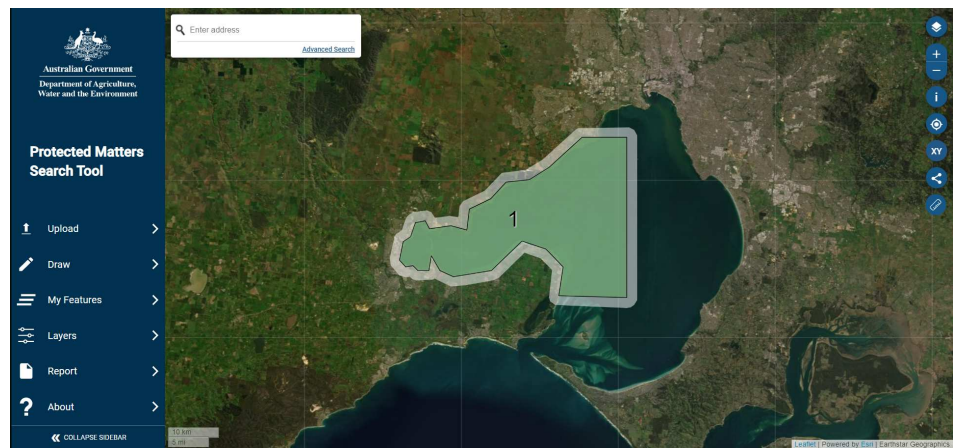 Australian Government
Department of Agriculture,
Water and the Environment
Protected Matters
Search Tool
Upload
Draw
My Features
Layers
Report
About
COLLAPSE SIDEBAR
Enter address
Advanced Search
1
+
−
i
XY
10 km
5 mi
Leaflet | Powered by Esri | Earthstar Geographics